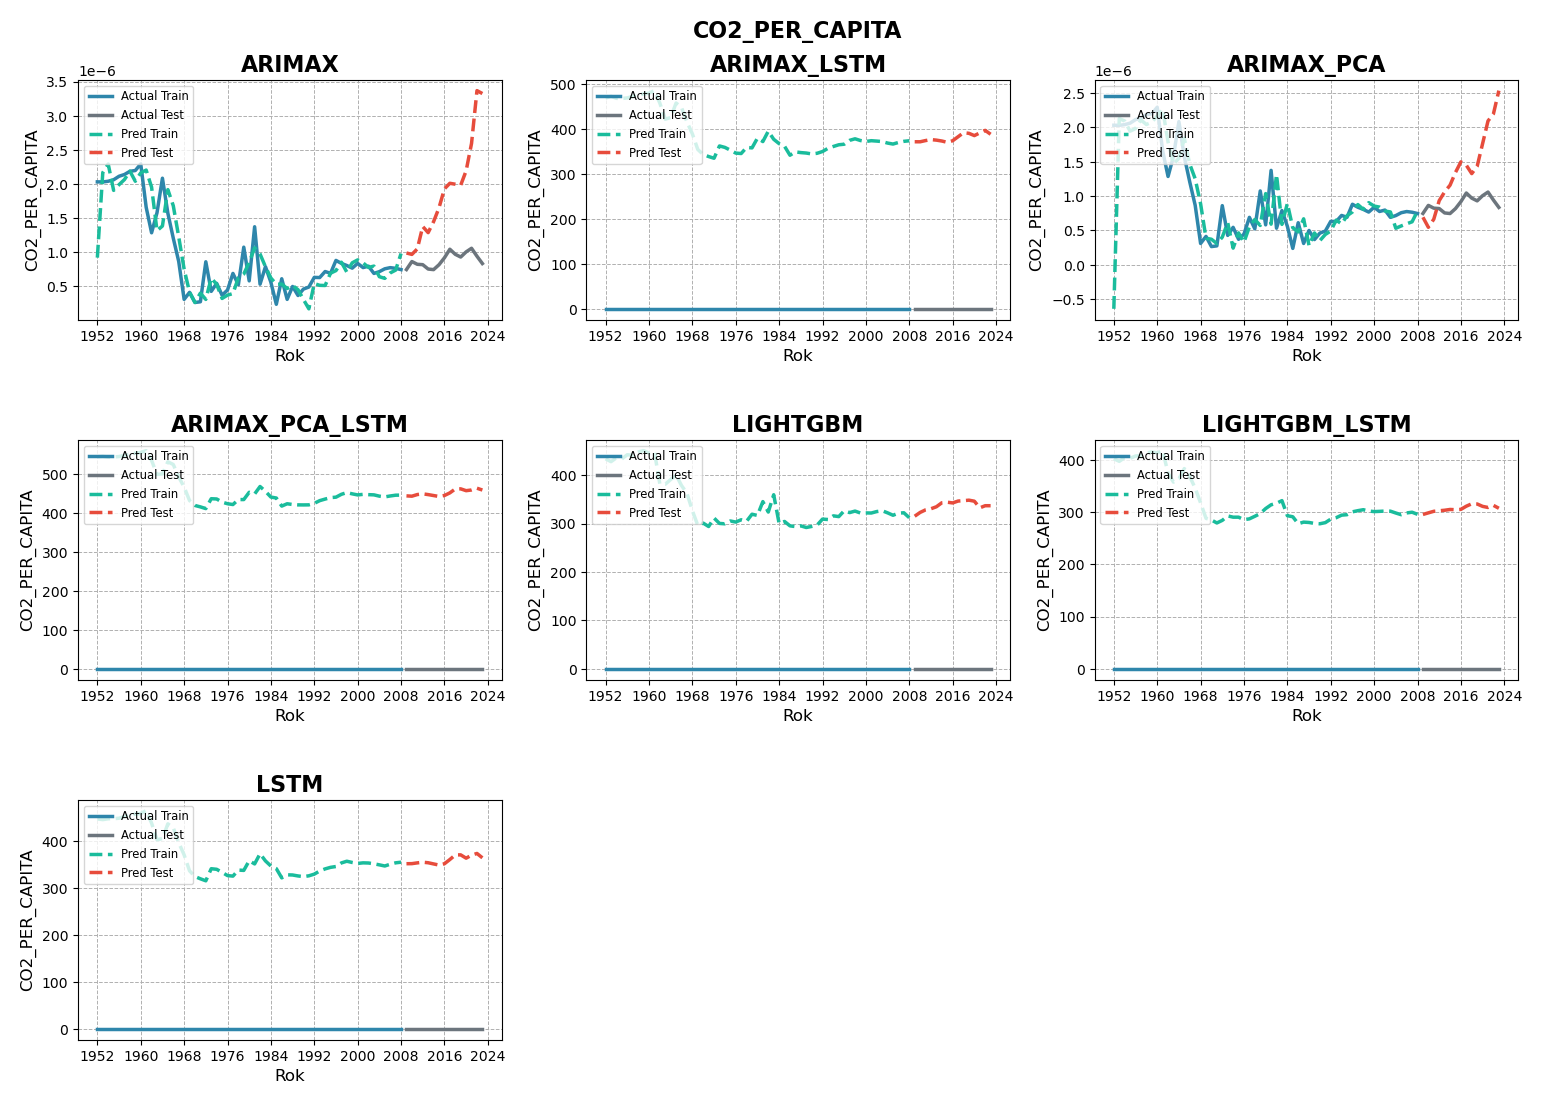 CO2_PER_CAPITA
ARIMAX
1e−6
3.5
3.0
2.5
2.0
1.5
1.0
0.5
CO2_PER_CAPITA
Actual Train
Actual Test
Pred Train
Pred Test
1952 1960 1968 1976 1984 1992 2000 2008 2016 2024
Rok
ARIMAX_LSTM
500
400
300
200
100
0
CO2_PER_CAPITA
Actual Train
Actual Test
Pred Train
Pred Test
1952 1960 1968 1976 1984 1992 2000 2008 2016 2024
Rok
ARIMAX_PCA
1e−6
2.5
2.0
1.5
1.0
0.5
0.0
−0.5
CO2_PER_CAPITA
Actual Train
Actual Test
Pred Train
Pred Test
1952 1960 1968 1976 1984 1992 2000 2008 2016 2024
Rok
ARIMAX_PCA_LSTM
500
400
300
200
100
0
CO2_PER_CAPITA
Actual Train
Actual Test
Pred Train
Pred Test
1952 1960 1968 1976 1984 1992 2000 2008 2016 2024
Rok
LIGHTGBM
400
300
200
100
0
CO2_PER_CAPITA
Actual Train
Actual Test
Pred Train
Pred Test
1952 1960 1968 1976 1984 1992 2000 2008 2016 2024
Rok
LIGHTGBM_LSTM
400
300
200
100
0
CO2_PER_CAPITA
Actual Train
Actual Test
Pred Train
Pred Test
1952 1960 1968 1976 1984 1992 2000 2008 2016 2024
Rok
LSTM
400
300
200
100
0
CO2_PER_CAPITA
Actual Train
Actual Test
Pred Train
Pred Test
1952 1960 1968 1976 1984 1992 2000 2008 2016 2024
Rok